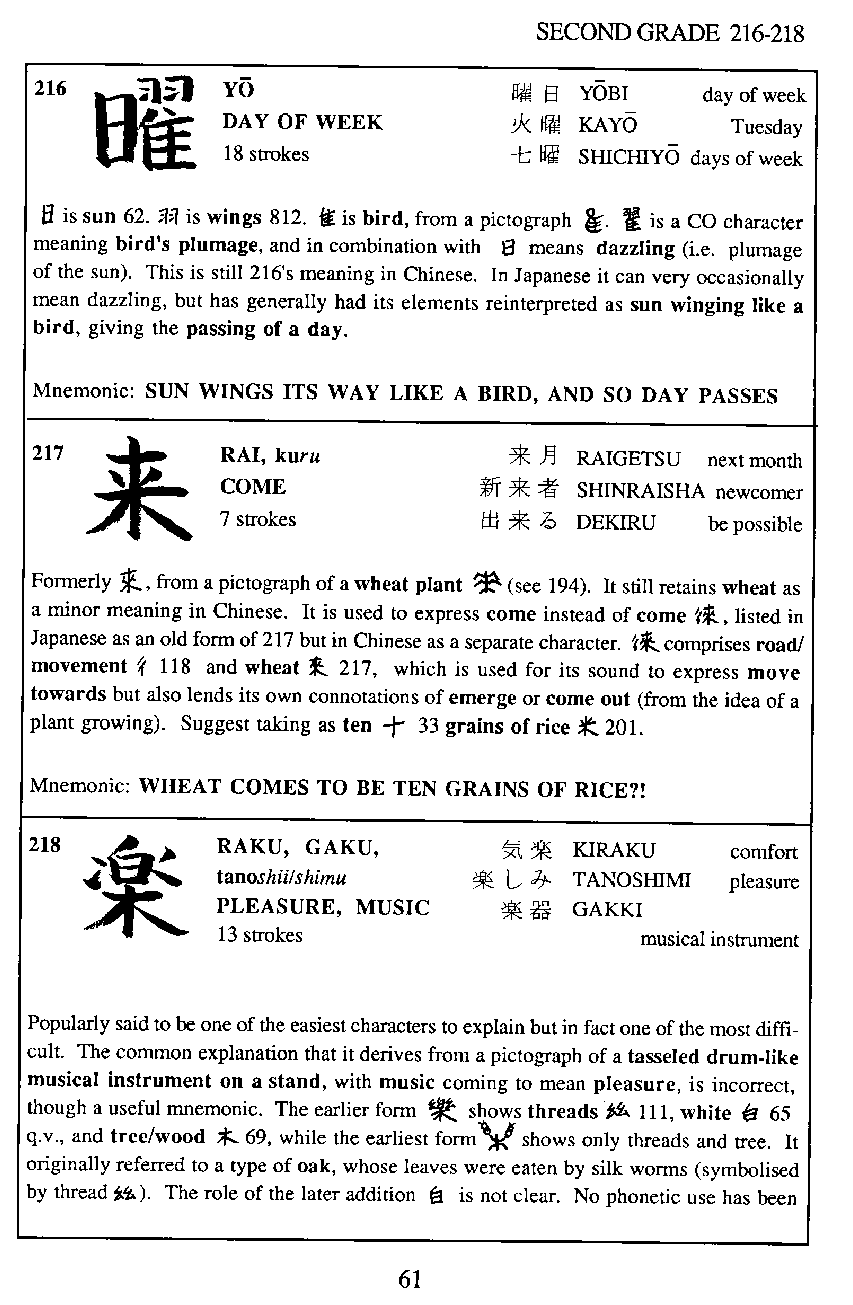 SECOND GRADE 216-218
216 曜 YŌ 曜日 YŌBI day of week
DAY OF WEEK 火曜 KAYŌ Tuesday
18 strokes 七曜 SHICHIYŌ days of week
日 is sun 62. 羽 is wings 812. 隹 is bird, from a pictograph. 翟 is a CO character
meaning bird's plumage, and in combination with 日 means dazzling (i.e. plumage
of the sun). This is still 216's meaning in Chinese. In Japanese it can very occasionally
mean dazzling, but has generally had its elements reinterpreted as sun winging like a
bird, giving the passing of a day.
Mnemonic: SUN WINGS ITS WAY LIKE A BIRD, AND SO DAY PASSES
217 来 RAI, kuru 来月 RAIGETSU next month
COME 新来者 SHINRAISHA newcomer
7 strokes 出来る DEKIRU be possible
Formerly 來, from a pictograph of a wheat plant (see 194). It still retains wheat as
a minor meaning in Chinese. It is used to express come instead of come 徠, listed in
Japanese as an old form of 217 but in Chinese as a separate character. 徠 comprises road/
movement 彳 118 and wheat 來 217, which is used for its sound to express move
towards but also lends its own connotations of emerge or come out (from the idea of a
plant growing). Suggest taking as ten 十 33 grains of rice 米 201.
Mnemonic: WHEAT COMES TO BE TEN GRAINS OF RICE?!
218 楽 RAKU, GAKU, 気楽 KIRAKU comfort
tanoshii/shimu 楽しみ TANOSHIMI pleasure
PLEASURE, MUSIC 楽器 GAKKI
13 strokes musical instrument
Popularly said to be one of the easiest characters to explain but in fact one of the most diffi-
cult. The common explanation that it derives from a pictograph of a tasseled drum-like
musical instrument on a stand, with music coming to mean pleasure, is incorrect,
though a useful mnemonic. The earlier form 樂 shows threads 絲 111, white 白 65
q.v., and tree/wood 木 69, while the earliest form shows only threads and tree. It
originally referred to a type of oak, whose leaves were eaten by silk worms (symbolised
by thread 絲). The role of the later addition 白 is not clear. No phonetic use has been
61